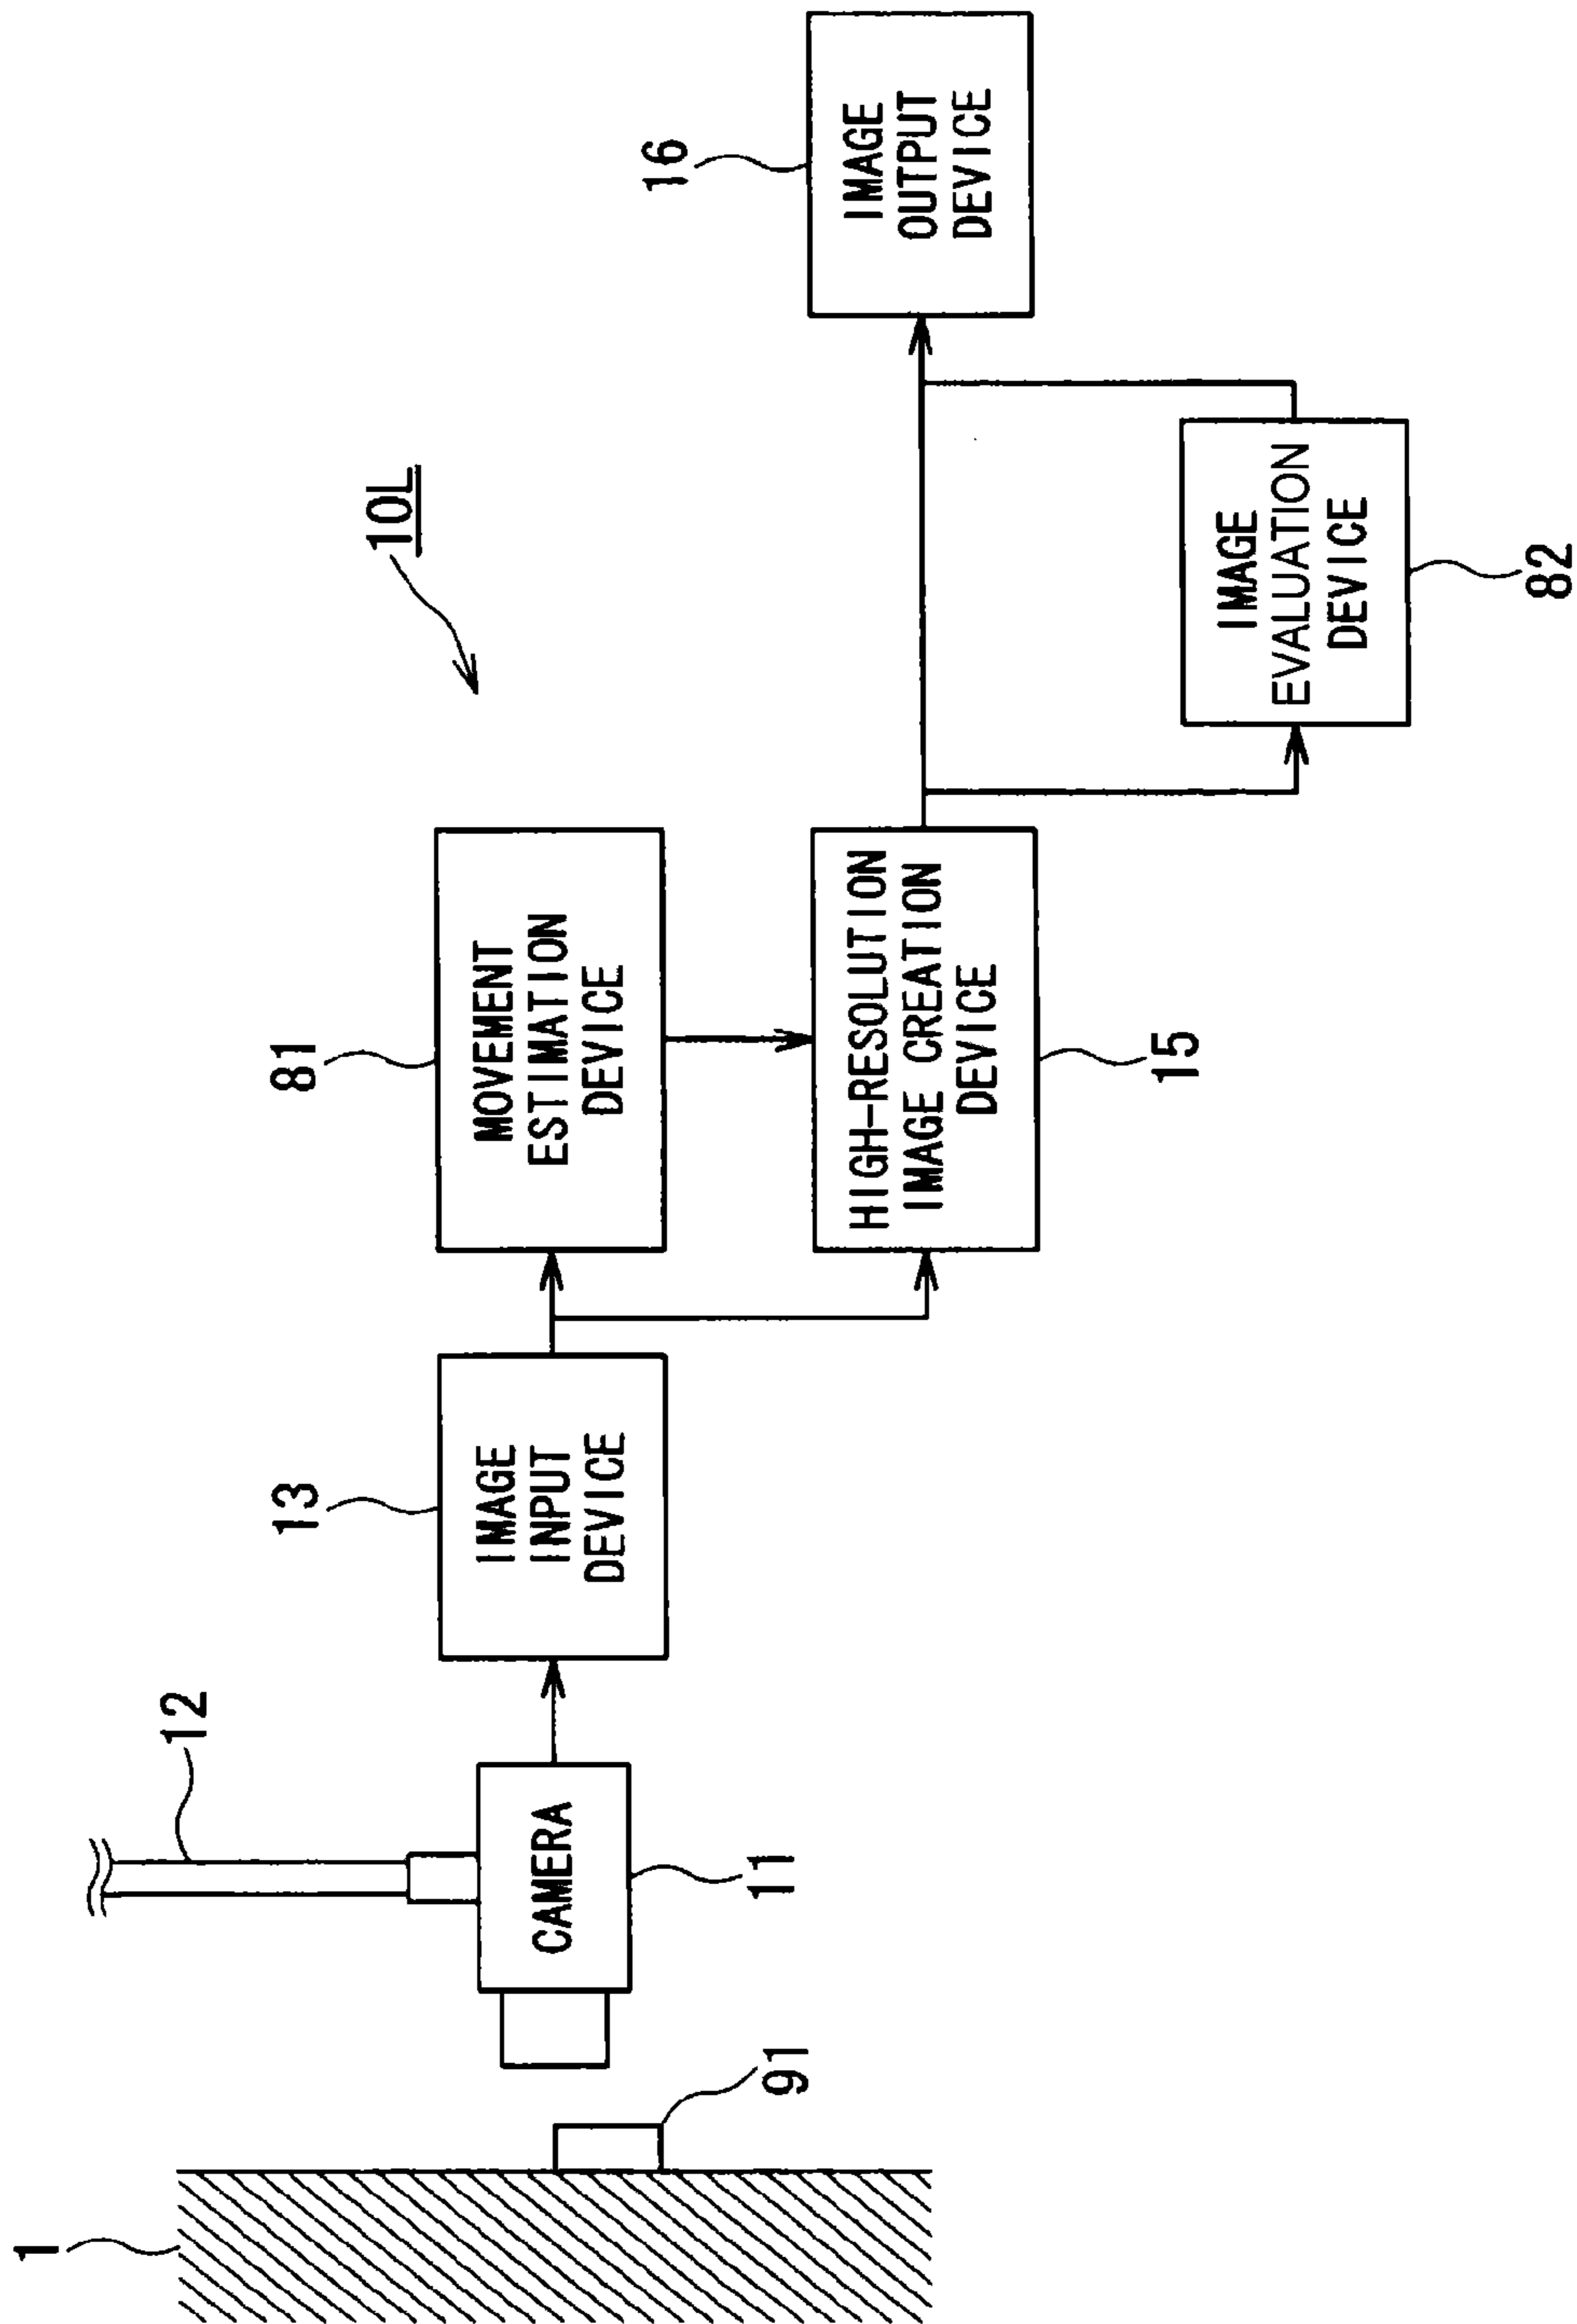 1
12
13
81
10L
16
CAMERA
IMAGE
INPUT
DEVICE
MOVEMENT
ESTIMATION
DEVICE
91
11
HIGH-RESOLUTION
IMAGE CREATION
DEVICE
15
IMAGE
OUTPUT
DEVICE
IMAGE
EVALUATION
DEVICE
82